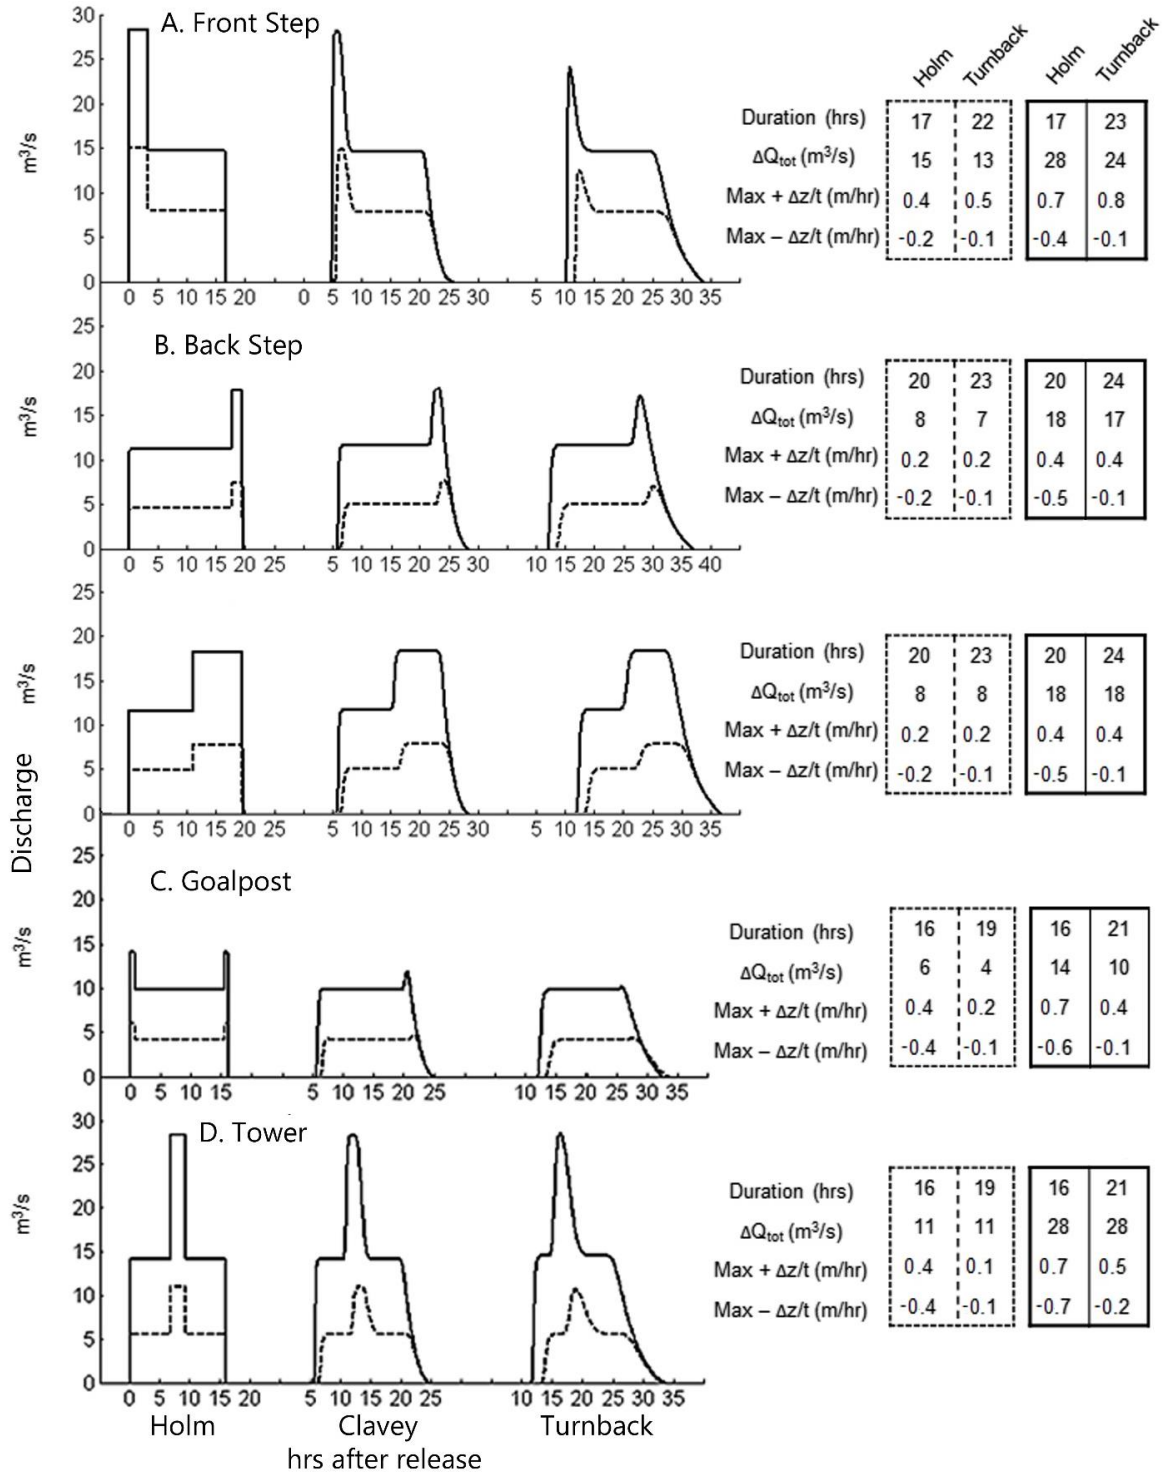 A. Front Step
30
25
20
15
10
5
0
m³/s
0 5 10 15 20
0 5 10 15 20 25 30
5 10 15 20 25 30 35
Holm Turnback Holm Turnback
Duration (hrs) 17 22 17 23
ΔQtot (m³/s) 15 13 28 24
Max + Δz/t (m/hr) 0.4 0.5 0.7 0.8
Max – Δz/t (m/hr) -0.2 -0.1 -0.4 -0.1
B. Back Step
25
20
15
10
5
0
m³/s
0 5 10 15 20 25
5 10 15 20 25 30
10 15 20 25 30 35 40
Duration (hrs) 20 23 20 24
ΔQtot (m³/s) 8 7 18 17
Max + Δz/t (m/hr) 0.2 0.2 0.4 0.4
Max – Δz/t (m/hr) -0.2 -0.1 -0.5 -0.1
25
20
15
10
5
0
m³/s
0 5 10 15 20 25
5 10 15 20 25 30
5 10 15 20 25 30 35
Duration (hrs) 20 23 20 24
ΔQtot (m³/s) 8 8 18 18
Max + Δz/t (m/hr) 0.2 0.2 0.4 0.4
Max – Δz/t (m/hr) -0.2 -0.1 -0.5 -0.1
Discharge
C. Goalpost
25
20
15
10
5
0
m³/s
0 5 10 15
5 10 15 20 25
10 15 20 25 30 35
Duration (hrs) 16 19 16 21
ΔQtot (m³/s) 6 4 14 10
Max + Δz/t (m/hr) 0.4 0.2 0.7 0.4
Max – Δz/t (m/hr) -0.4 -0.1 -0.6 -0.1
D. Tower
30
25
20
15
10
5
0
m³/s
0 5 10 15 20
5 10 15 20 25
10 15 20 25 30 35
Duration (hrs) 16 19 16 21
ΔQtot (m³/s) 11 11 28 28
Max + Δz/t (m/hr) 0.4 0.1 0.7 0.5
Max – Δz/t (m/hr) -0.4 -0.1 -0.7 -0.2
Holm Clavey Turnback
hrs after release